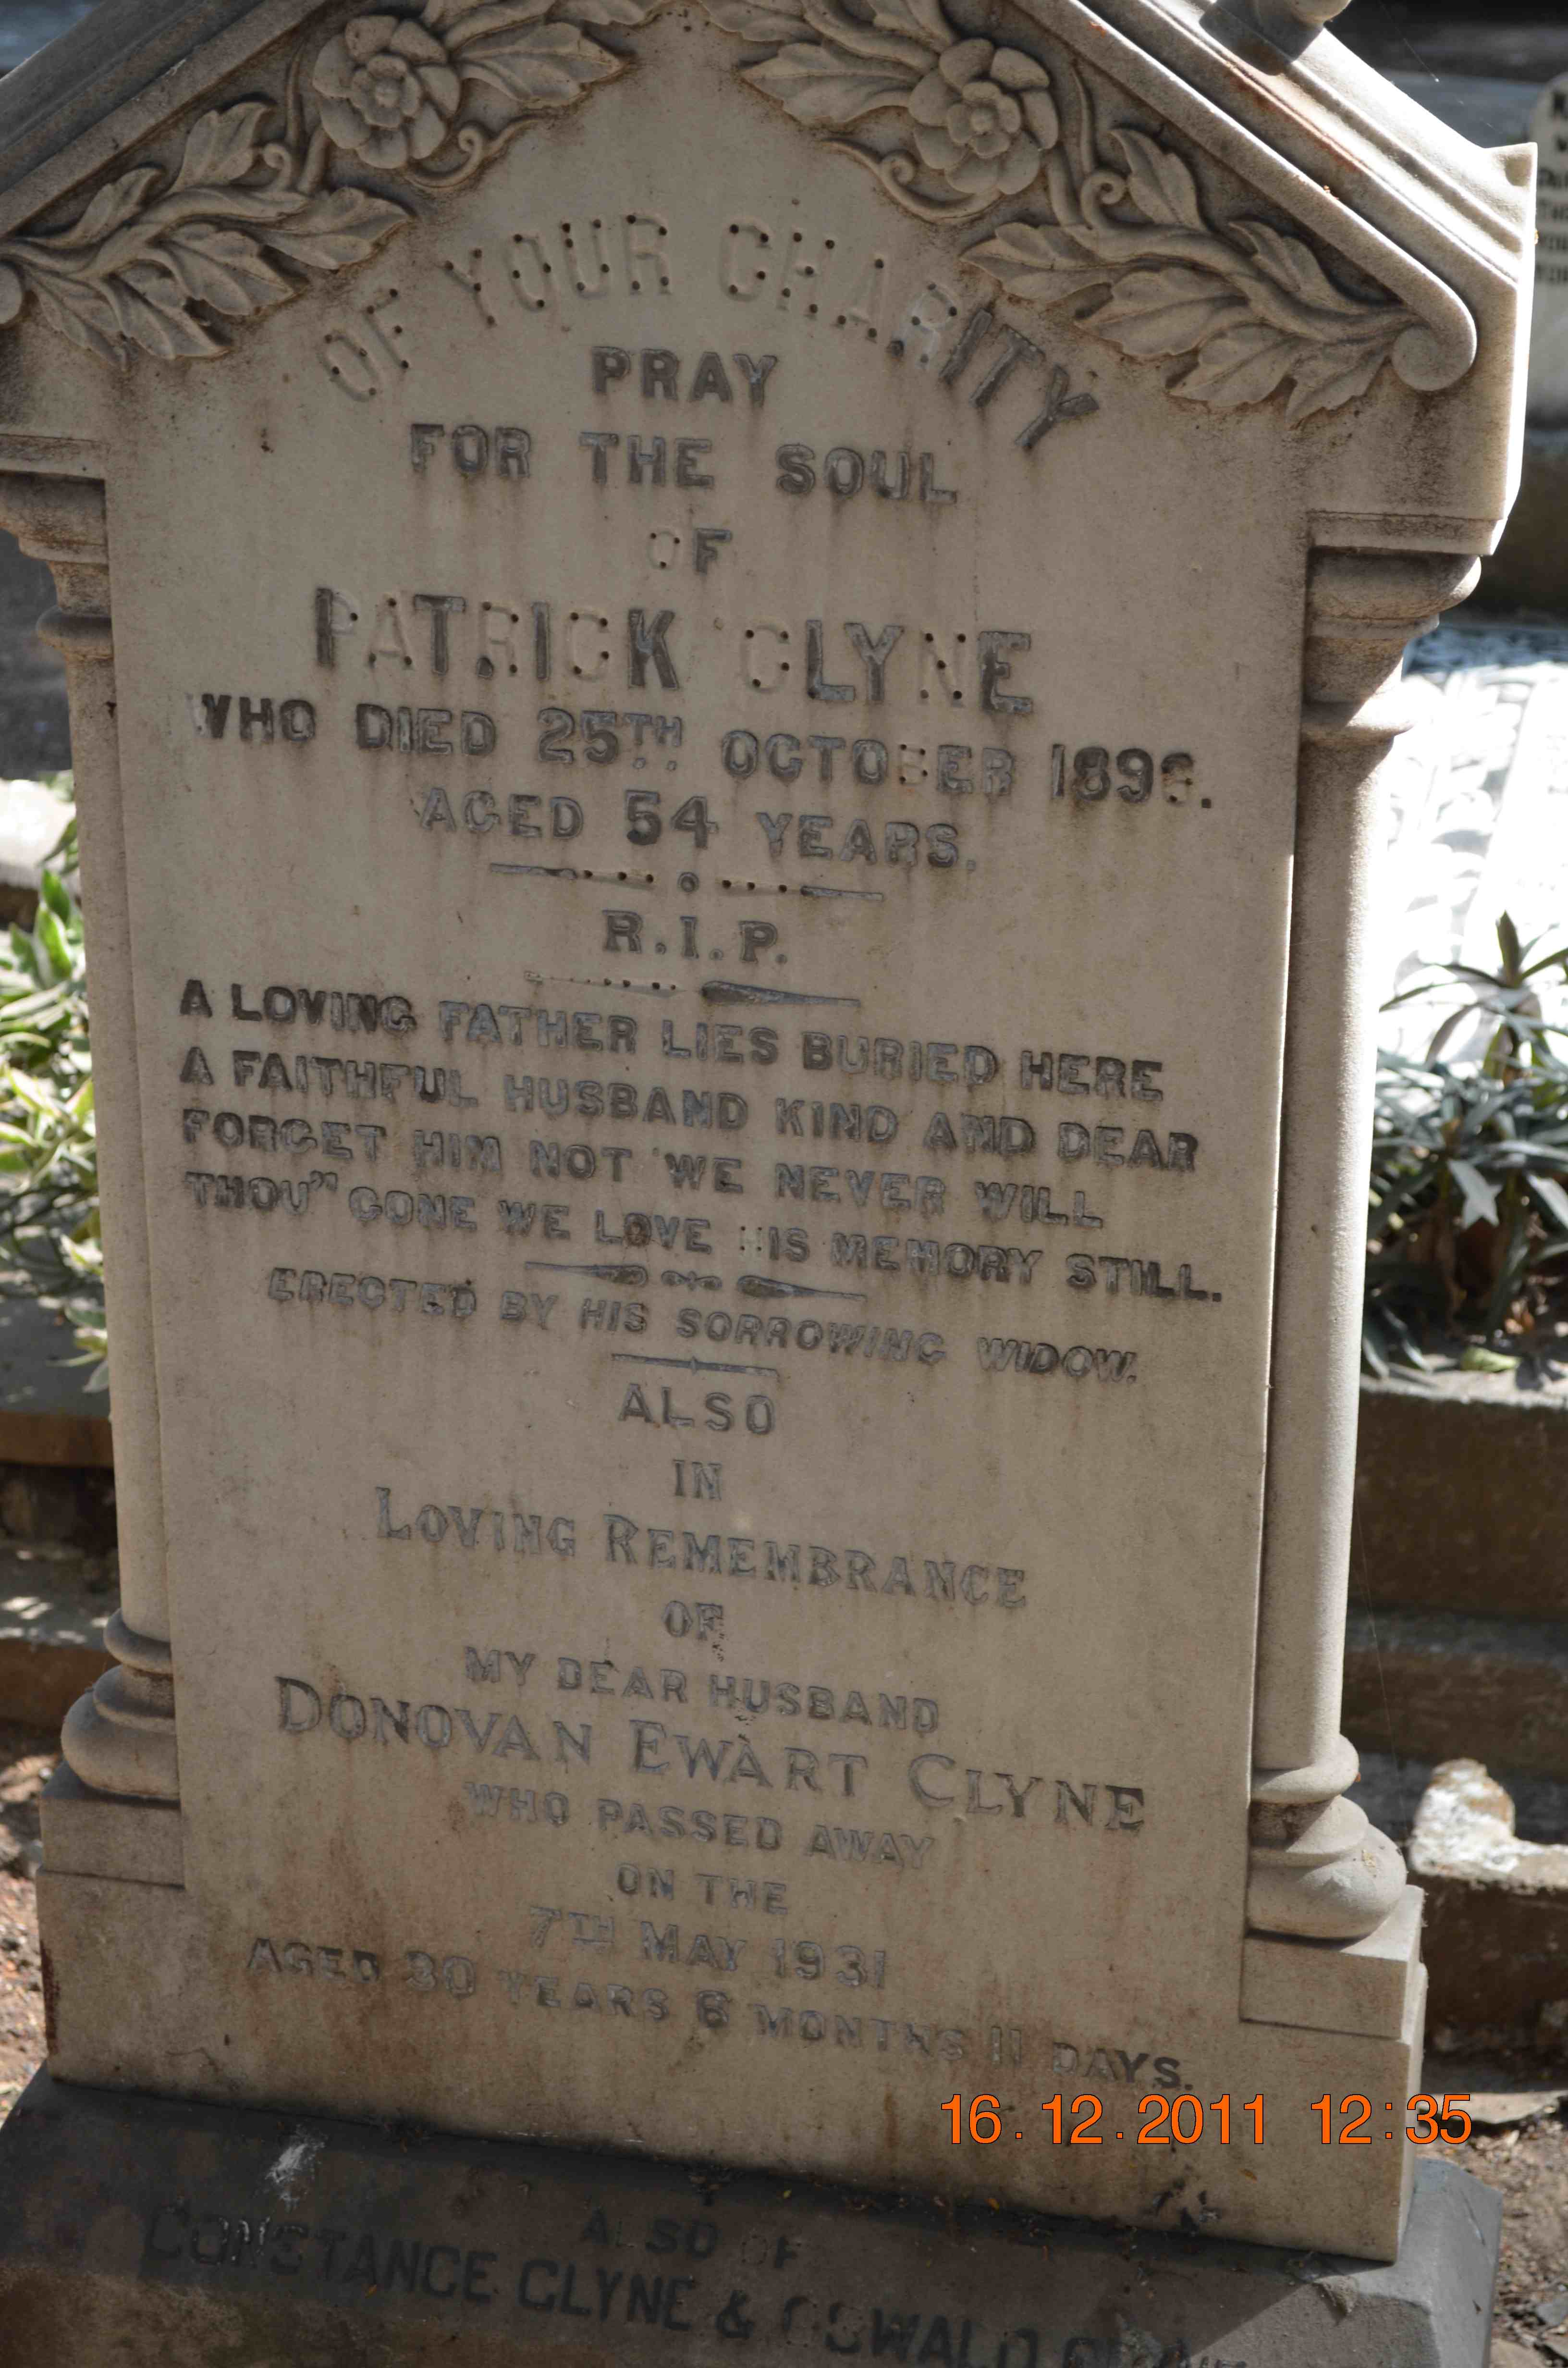 OF YOUR CHARITY
PRAY
FOR THE SOUL
OF
PATRICK CLYNE
WHO DIED 25TH OCTOBER 1896.
AGED 54 YEARS.
R.I.P.
A LOVING FATHER LIES BURIED HERE
A FAITHFUL HUSBAND KIND AND DEAR
FORGET HIM NOT WE NEVER WILL
THOU" GONE WE LOVE HIS MEMORY STILL.
ERECTED BY HIS SORROWING WIDOW.
ALSO
IN
LOVING REMEMBRANCE
OF
MY DEAR HUSBAND
DONOVAN EWART CLYNE
WHO PASSED AWAY
ON THE
7TH MAY 1931
AGED 30 YEARS 6 MONTHS 11 DAYS.
16.12.2011 12:35
ALSO OF
CONSTANCE CLYNE & OSWALD CLYNE